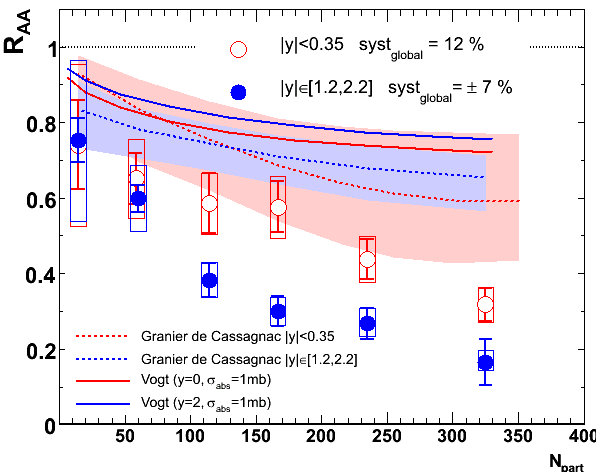 R_AA
1
0.8
0.6
0.4
0.2
0
|y|<0.35 syst_global = 12 %
|y|∈[1.2,2.2] syst_global = ± 7 %
Granier de Cassagnac |y|<0.35
Granier de Cassagnac |y|∈[1.2,2.2]
Vogt (y=0, σ_abs=1mb)
Vogt (y=2, σ_abs=1mb)
50 100 150 200 250 300 350 400
N_part